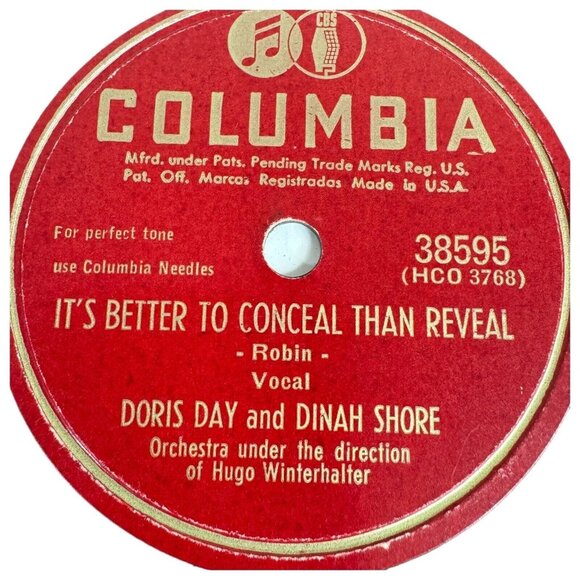 CBS
COLUMBIA
Mfrd. under Pats. Pending Trade Marks Reg. U.S.
Pat. Off. Marcas Registradas Made in U.S.A.
For perfect tone
use Columbia Needles
38595
(HCO 3768)
IT'S BETTER TO CONCEAL THAN REVEAL
- Robin -
Vocal
DORIS DAY and DINAH SHORE
Orchestra under the direction
of Hugo Winterhalter